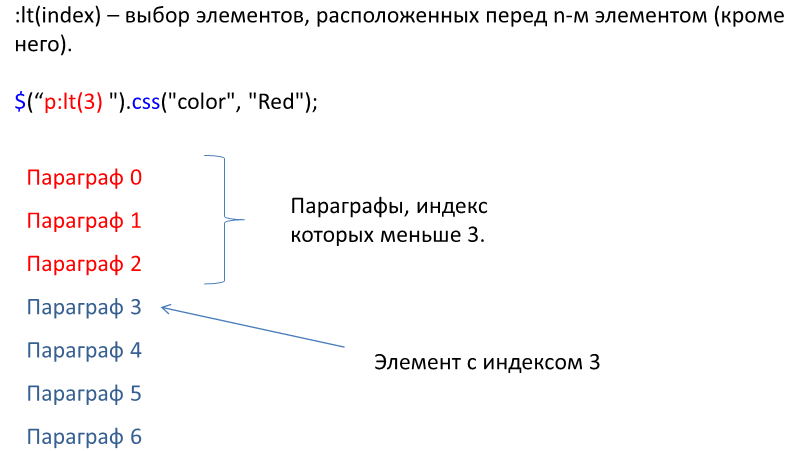 :lt(index) – выбор элементов, расположенных перед n-м элементом (кроме
него).
$(“p:lt(3) ").css("color", "Red");
Параграф 0
Параграф 1
Параграфы, индекс
которых меньше 3.
Параграф 2
Параграф 3
Параграф 4
Элемент с индексом 3
Параграф 5
Параграф 6